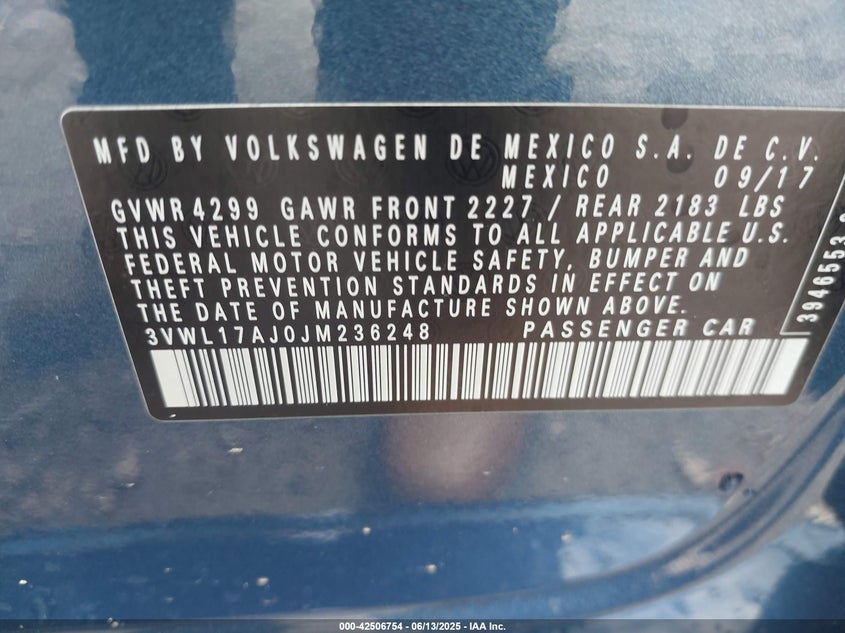 MFD BY VOLKSWAGEN DE MEXICO S.A. DE C.V.
MEXICO 09/17
GVWR 4299 GAWR FRONT 2227 / REAR 2183 LBS
THIS VEHICLE CONFORMS TO ALL APPLICABLE U.S.
FEDERAL MOTOR VEHICLE SAFETY, BUMPER AND
THEFT PREVENTION STANDARDS IN EFFECT ON
THE DATE OF MANUFACTURE SHOWN ABOVE.
3VWL17AJ0JM236248 PASSENGER CAR
3946553
000-42506754 - 06/13/2025 - IAA Inc.